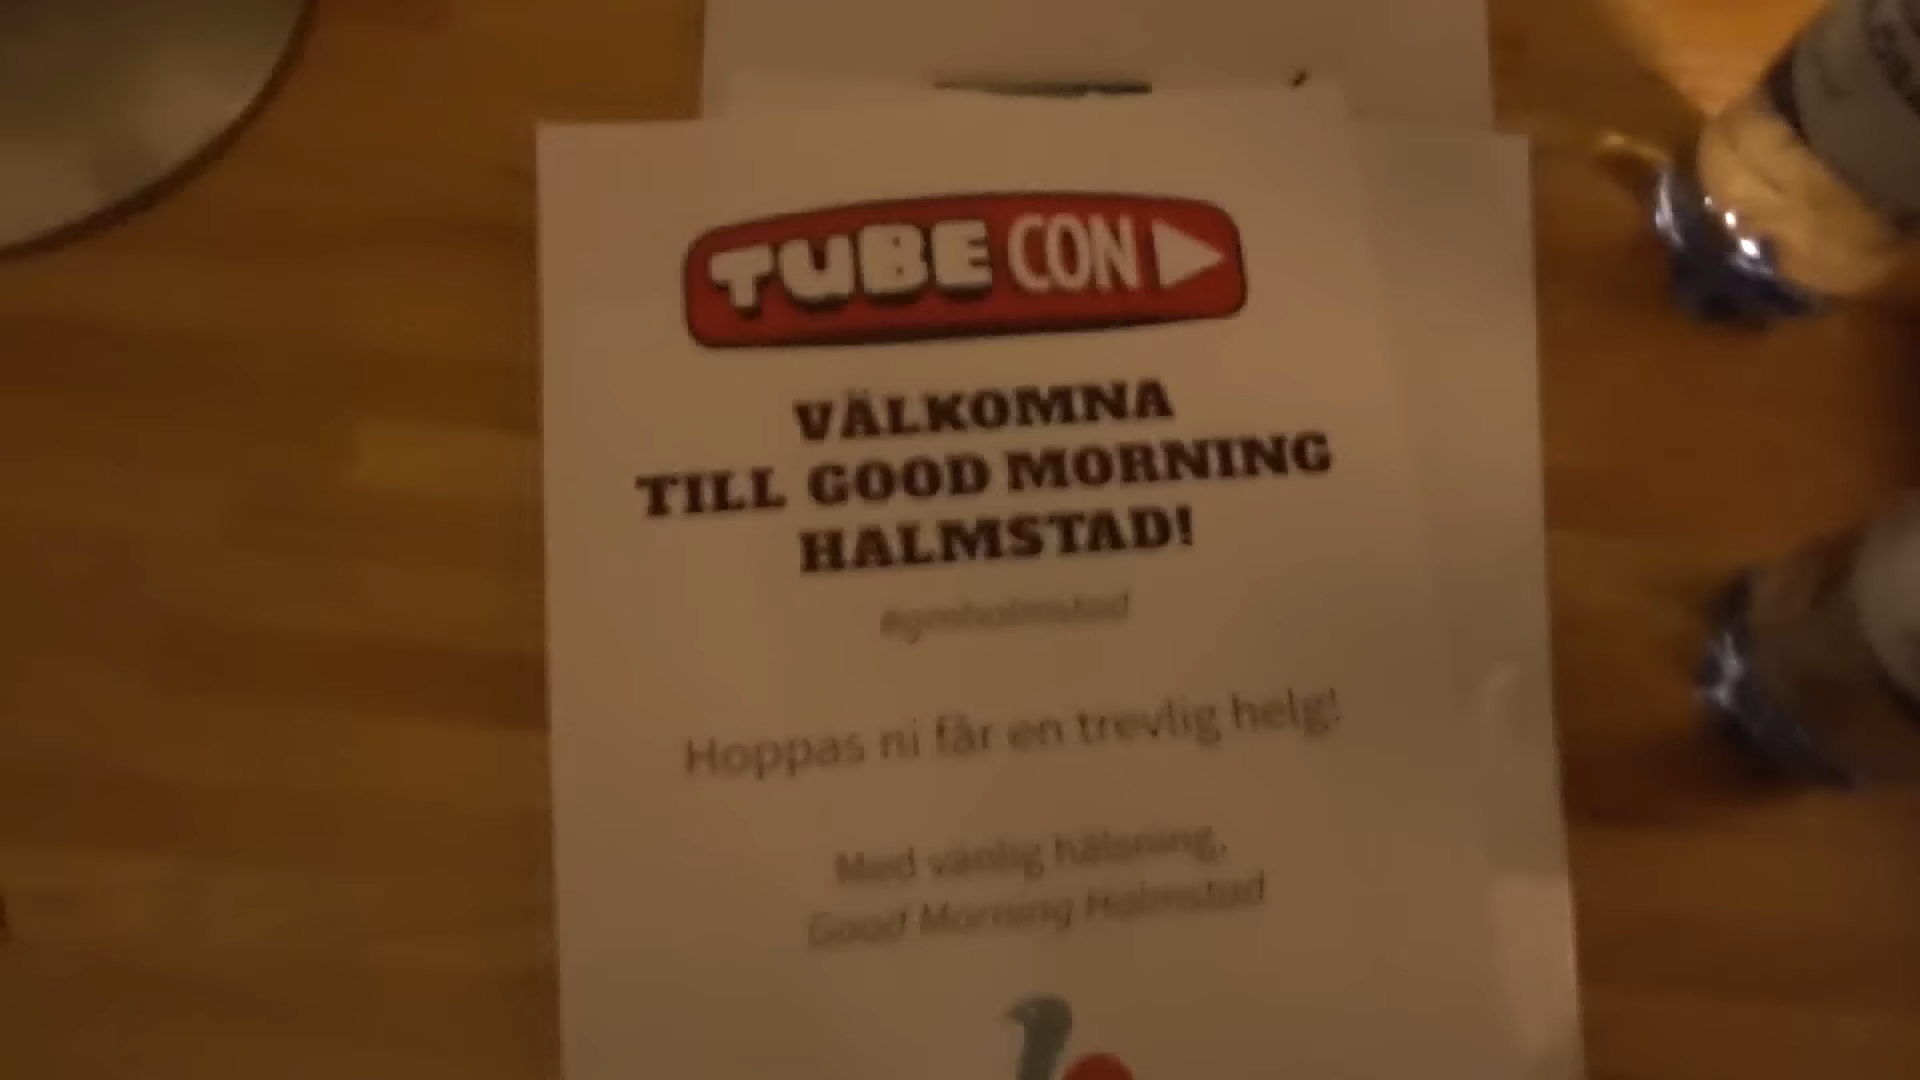 TUBE CON
VÄLKOMNA
TILL GOOD MORNING
HALMSTAD!
#gmhalmstad
Hoppas ni får en trevlig helg!
Med vänlig hälsning,
Good Morning Halmstad